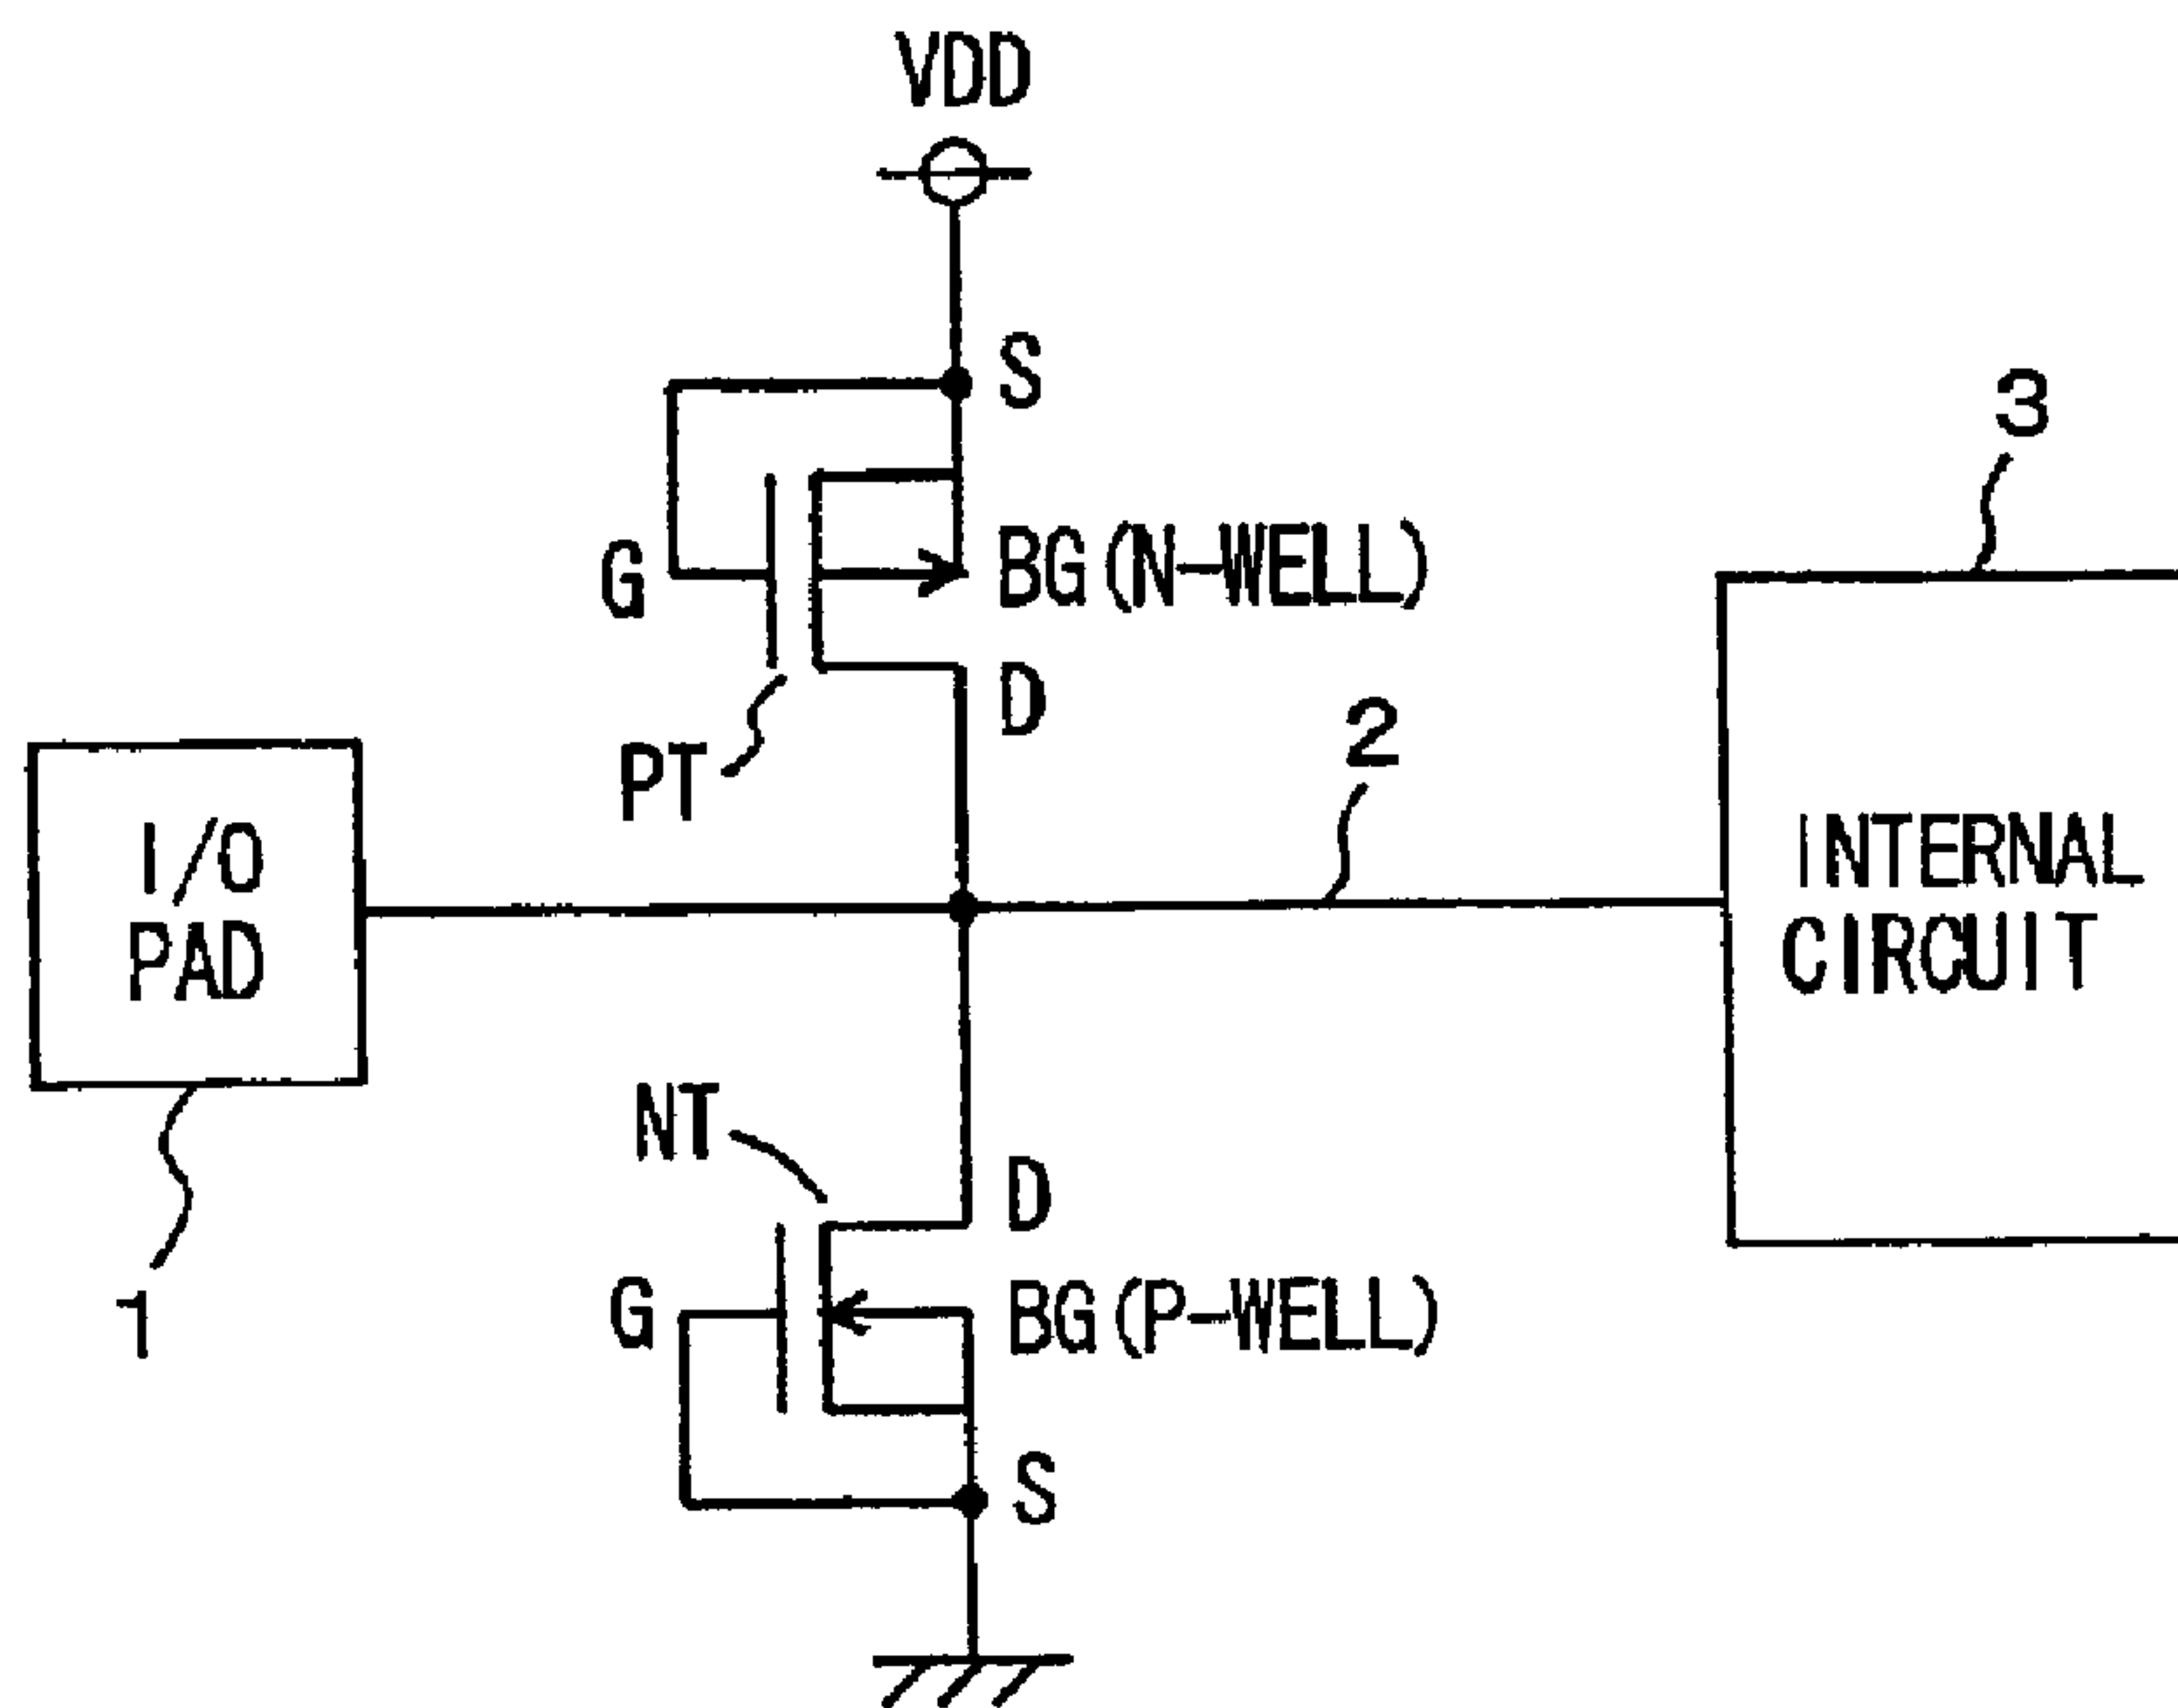 VDD
S
3
G
BG(N-WELL)
D
2
PT
I/O
PAD
INTERNAL
CIRCUIT
NT
D
G
BG(P-WELL)
1
S